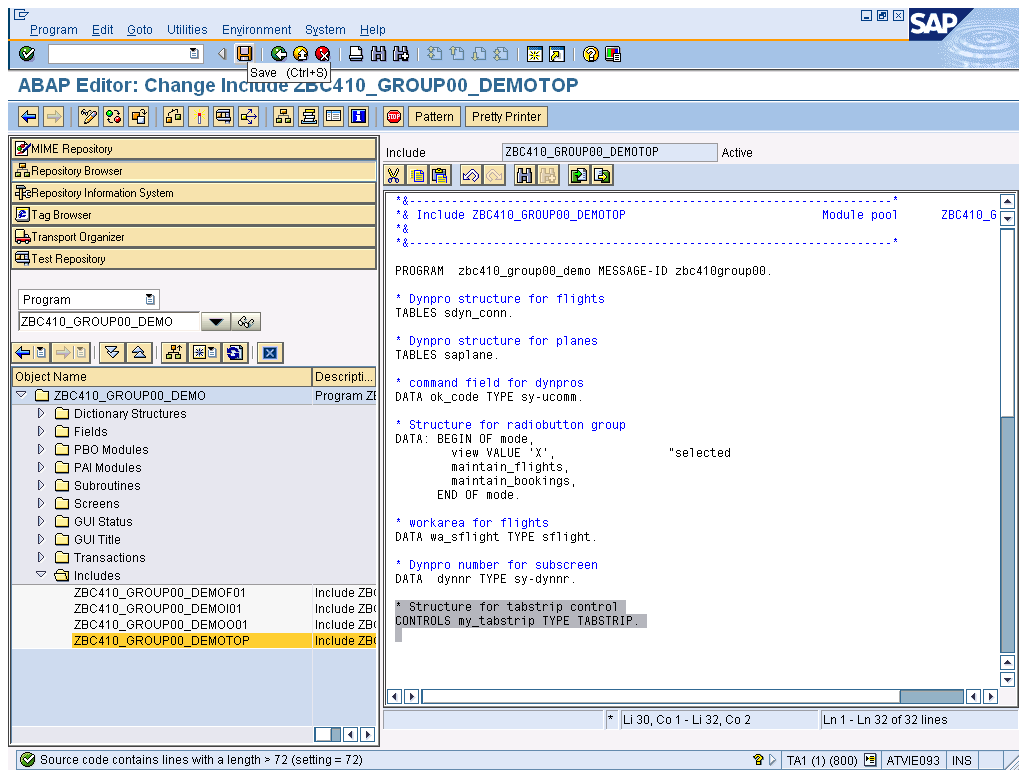 Program Edit Goto Utilities Environment System Help
SAP
Save (Ctrl+S)
ABAP Editor: Change Include ZBC410_GROUP00_DEMOTOP
STOP Pattern Pretty Printer
MIME Repository
Repository Browser
Repository Information System
Tag Browser
Transport Organizer
Test Repository
Program
ZBC410_GROUP00_DEMO
Object Name Descripti...
ZBC410_GROUP00_DEMO Program ZE
Dictionary Structures
Fields
PBO Modules
PAI Modules
Subroutines
Screens
GUI Status
GUI Title
Transactions
Includes
ZBC410_GROUP00_DEMOF01 Include ZBC
ZBC410_GROUP00_DEMOI01 Include ZBC
ZBC410_GROUP00_DEMOO01 Include ZBC
ZBC410_GROUP00_DEMOTOP Include ZBC
Include ZBC410_GROUP00_DEMOTOP Active
*&---------------------------------------------------------------------*
*& Include ZBC410_GROUP00_DEMOTOP Module pool ZBC410_G
*&
*&---------------------------------------------------------------------*
PROGRAM zbc410_group00_demo MESSAGE-ID zbc410group00.
* Dynpro structure for flights
TABLES sdyn_conn.
* Dynpro structure for planes
TABLES saplane.
* command field for dynpros
DATA ok_code TYPE sy-ucomm.
* Structure for radiobutton group
DATA: BEGIN OF mode,
view VALUE 'X', "selected
maintain_flights,
maintain_bookings,
END OF mode.
* workarea for flights
DATA wa_sflight TYPE sflight.
* Dynpro number for subscreen
DATA dynnr TYPE sy-dynnr.
* Structure for tabstrip control
CONTROLS my_tabstrip TYPE TABSTRIP.
* Li 30, Co 1 - Li 32, Co 2 Ln 1 - Ln 32 of 32 lines
Source code contains lines with a length > 72 (setting = 72) TA1 (1) (800) ATVIE093 INS